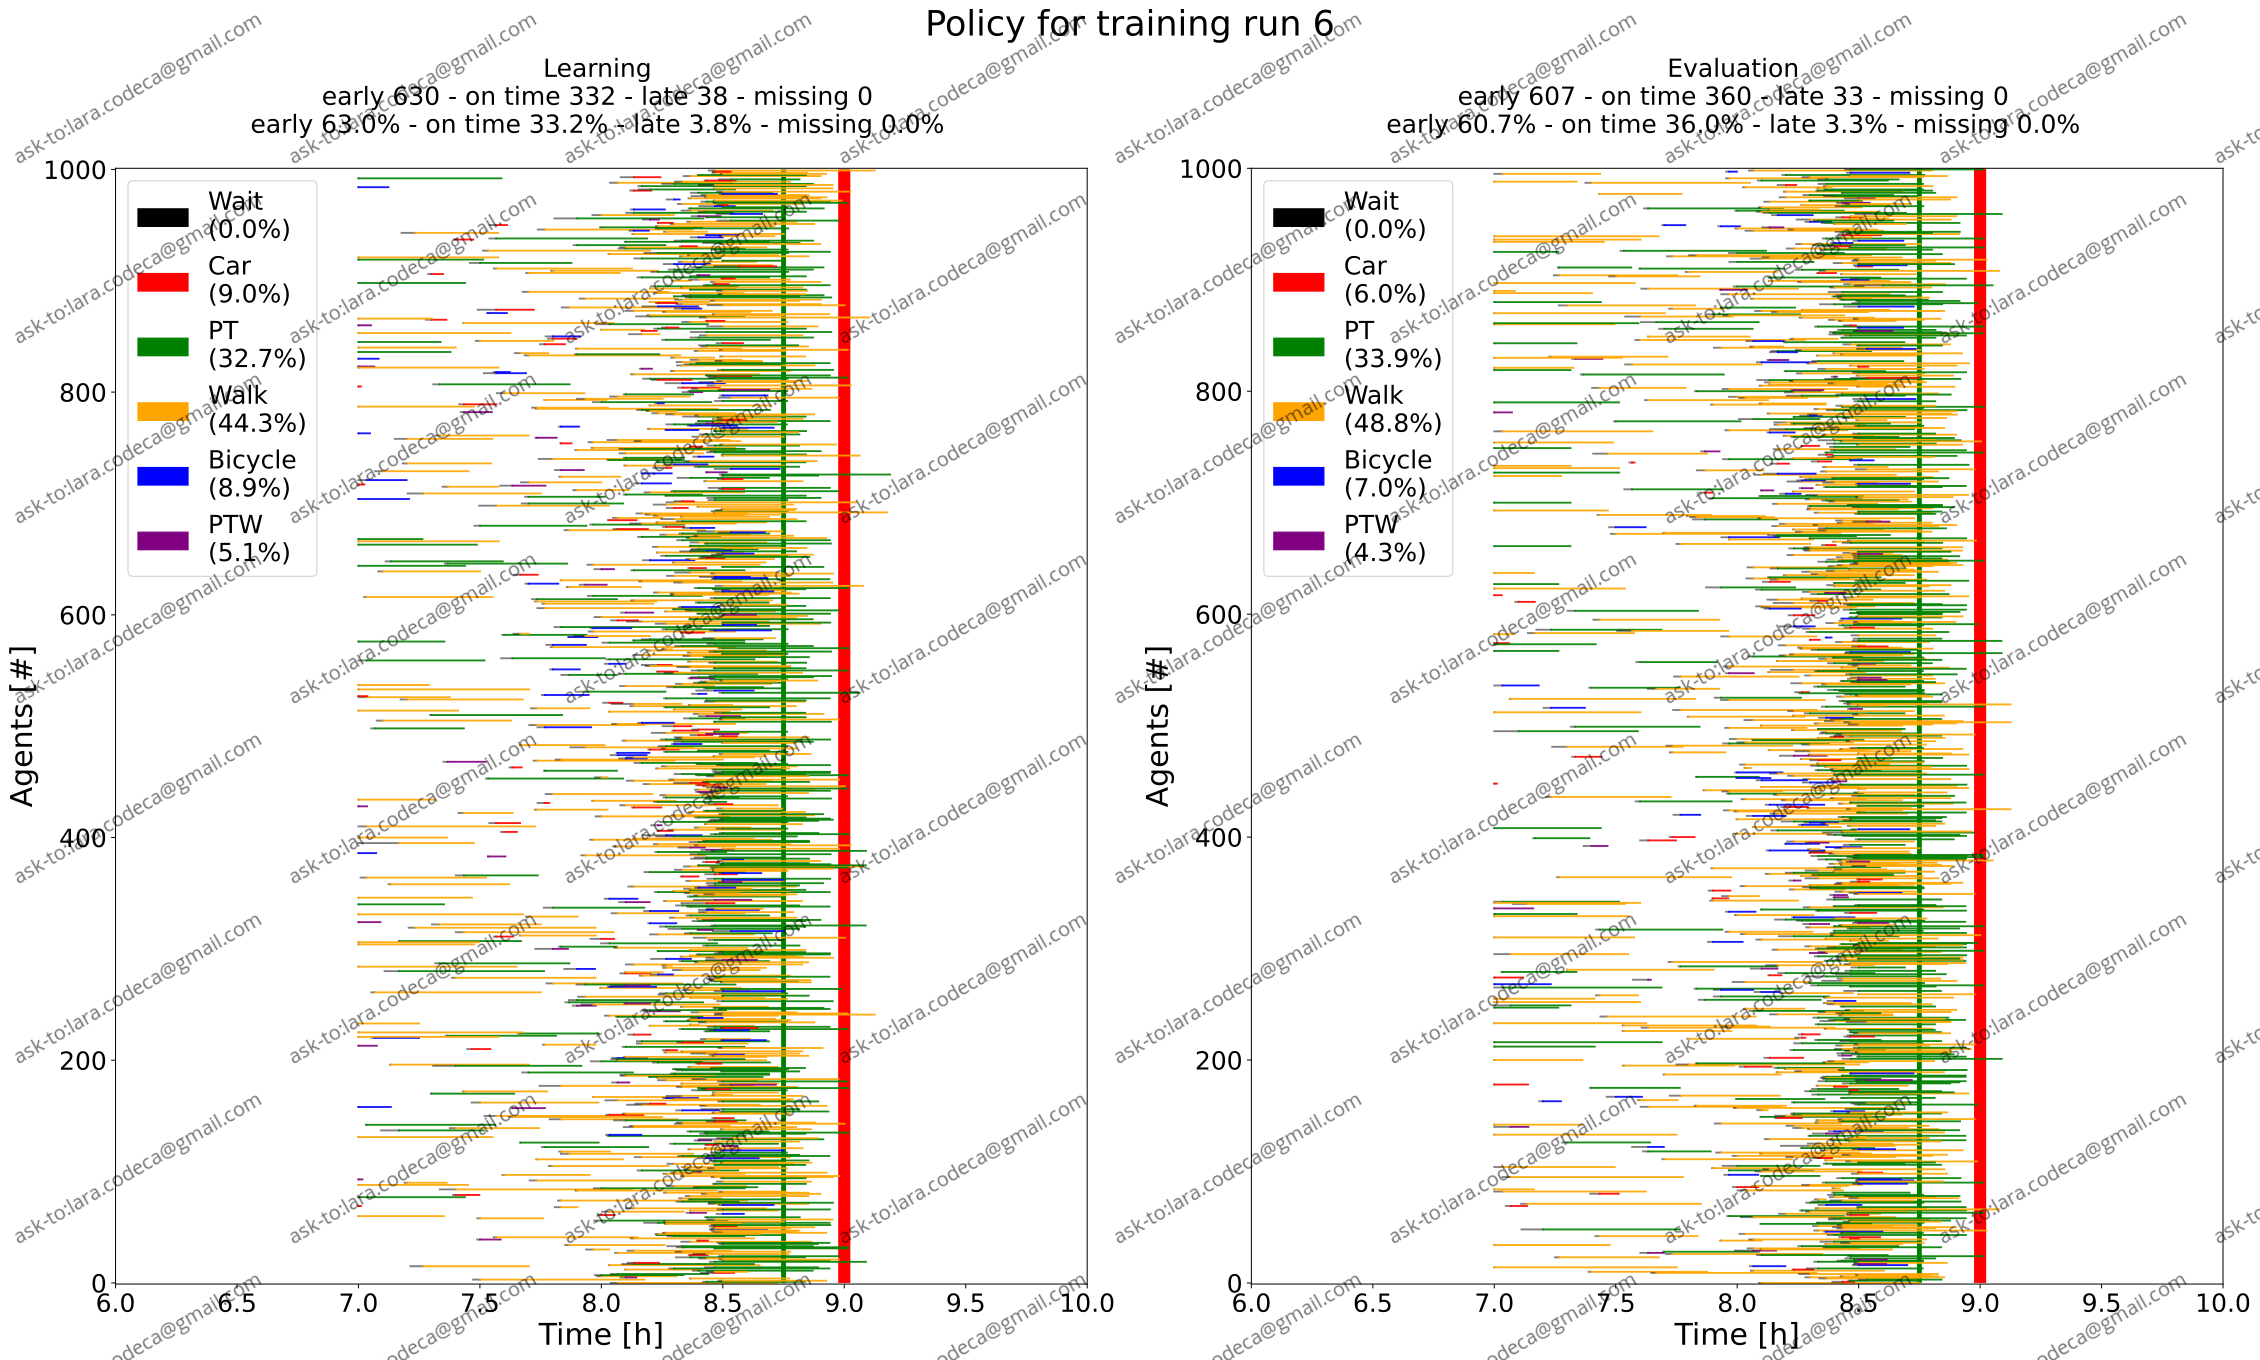 Policy for training run 6
Learning
early 630 - on time 332 - late 38 - missing 0
early 63.0% - on time 33.2% - late 3.8% - missing 0.0%
1000
800
600
400
200
0
Agents [#]
Wait
(0.0%)
Car
(9.0%)
PT
(32.7%)
Walk
(44.3%)
Bicycle
(8.9%)
PTW
(5.1%)
6.0 6.5 7.0 7.5 8.0 8.5 9.0 9.5 10.0
Time [h]
Evaluation
early 607 - on time 360 - late 33 - missing 0
early 60.7% - on time 36.0% - late 3.3% - missing 0.0%
1000
800
600
400
200
0
Agents [#]
Wait
(0.0%)
Car
(6.0%)
PT
(33.9%)
Walk
(48.8%)
Bicycle
(7.0%)
PTW
(4.3%)
6.0 6.5 7.0 7.5 8.0 8.5 9.0 9.5 10.0
Time [h]
ask-to:lara.codeca@gmail.com